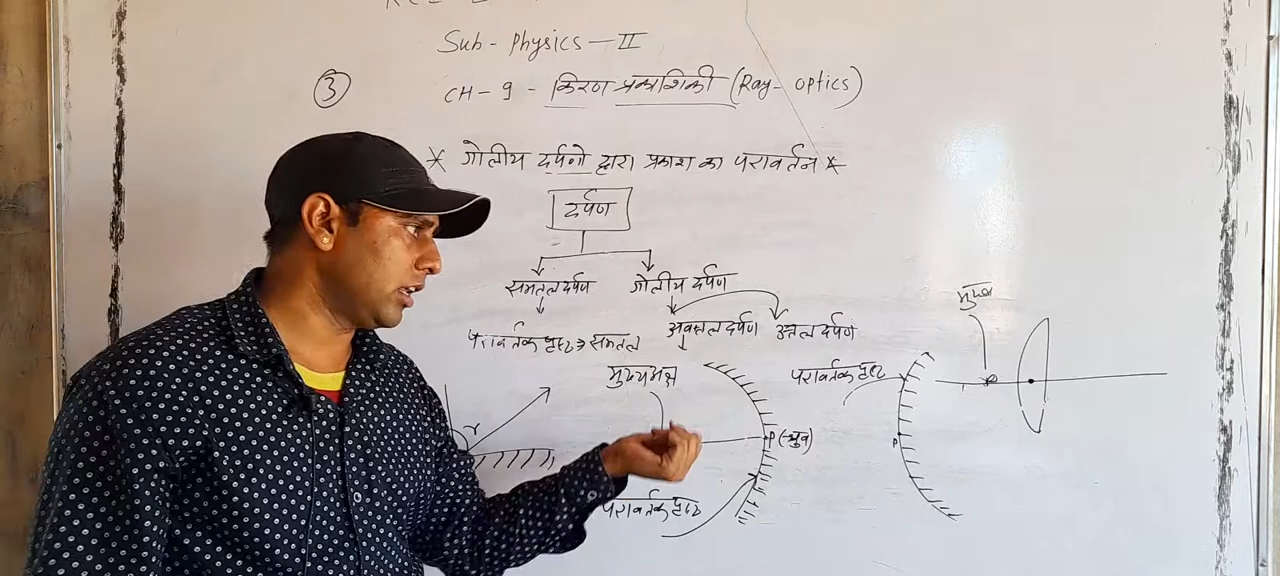 Sub - Physics - II
③
CH - 9 - किरण प्रकाशिकी (Ray - optics)
* गोलीय दर्पणो द्वारा प्रकाश का परावर्तन *
दर्पण
समतल दर्पण गोलीय दर्पण
परावर्तक पृष्ट → समतल
अवतल दर्पण उत्तल दर्पण
मुख्य अक्ष
परावर्तक पृष्ट
r
P (ध्रुव)
P
परावर्तक पृष्ट